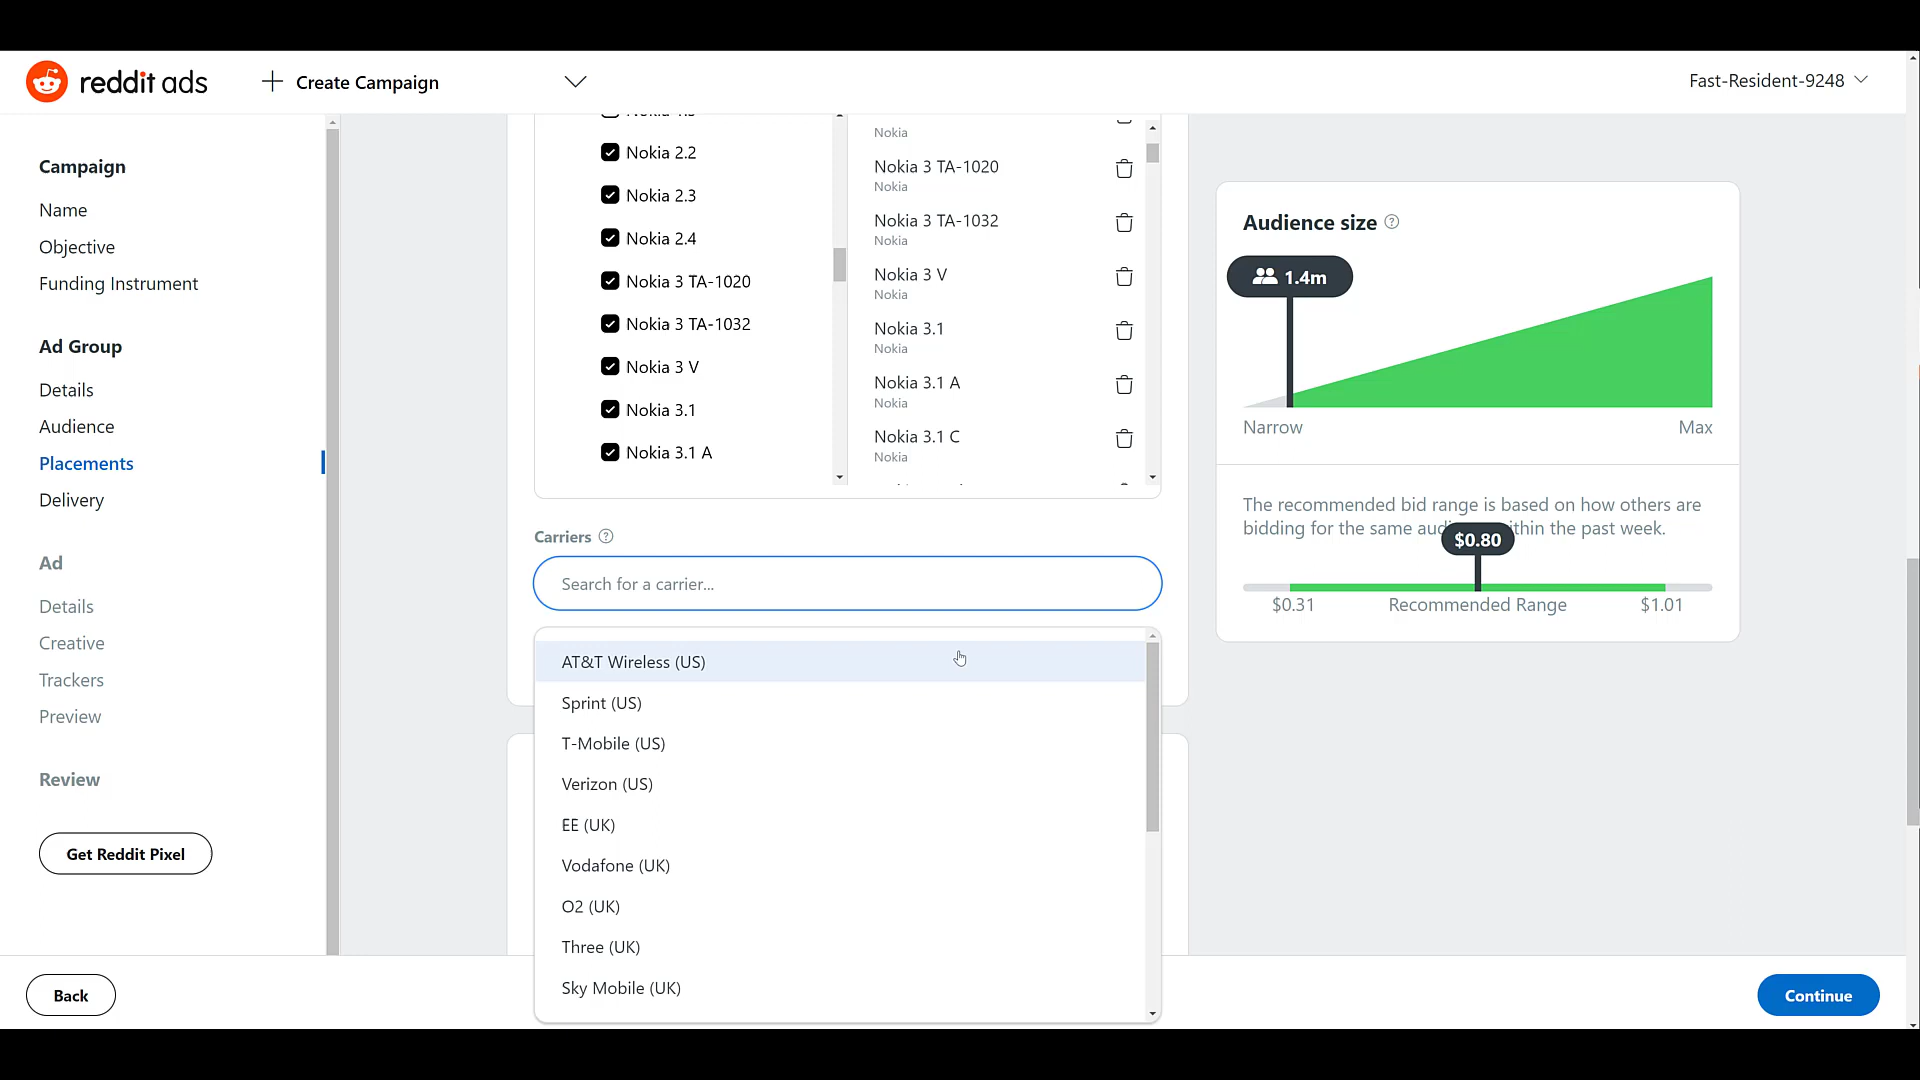 reddit ads
Create Campaign
Fast-Resident-9248
Campaign
Name
Objective
Funding Instrument
Ad Group
Details
Audience
Placements
Delivery
Ad
Details
Creative
Trackers
Preview
Review
Get Reddit Pixel
Back
Nokia 2.2
Nokia 2.3
Nokia 2.4
Nokia 3 TA-1020
Nokia 3 TA-1032
Nokia 3 V
Nokia 3.1
Nokia 3.1 A
Nokia
Nokia 3 TA-1020
Nokia
Nokia 3 TA-1032
Nokia
Nokia 3 V
Nokia
Nokia 3.1
Nokia
Nokia 3.1 A
Nokia
Nokia 3.1 C
Nokia
Carriers
Search for a carrier...
AT&T Wireless (US)
Sprint (US)
T-Mobile (US)
Verizon (US)
EE (UK)
Vodafone (UK)
O2 (UK)
Three (UK)
Sky Mobile (UK)
Audience size
1.4m
Narrow Max
The recommended bid range is based on how others are
bidding for the same aud thin the past week.
$0.80
$0.31 Recommended Range $1.01
Continue